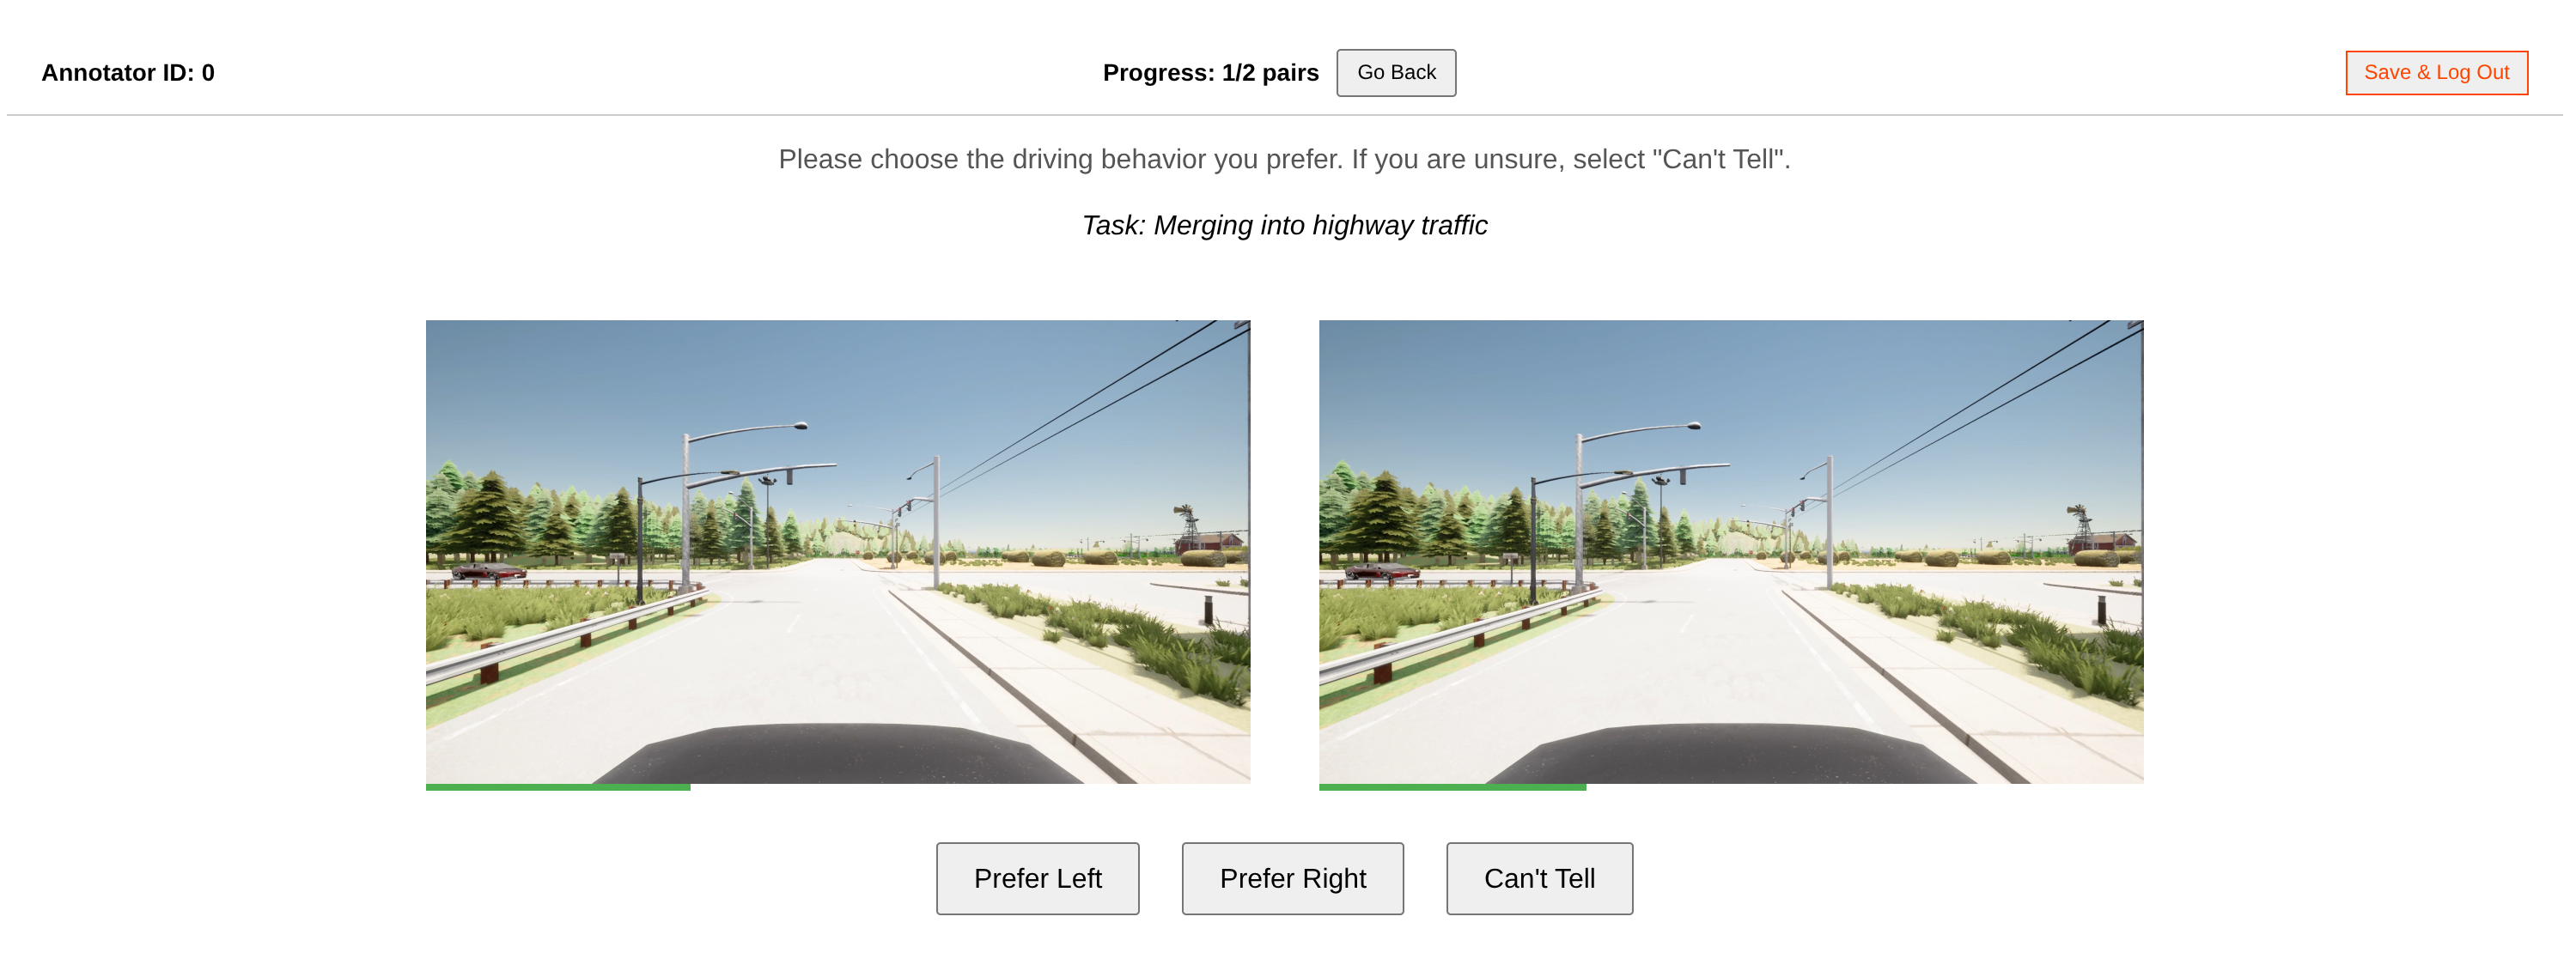 Annotator ID: 0
Progress: 1/2 pairs
Go Back
Save & Log Out
Please choose the driving behavior you prefer. If you are unsure, select "Can't Tell".
Task: Merging into highway traffic
Prefer Left
Prefer Right
Can't Tell